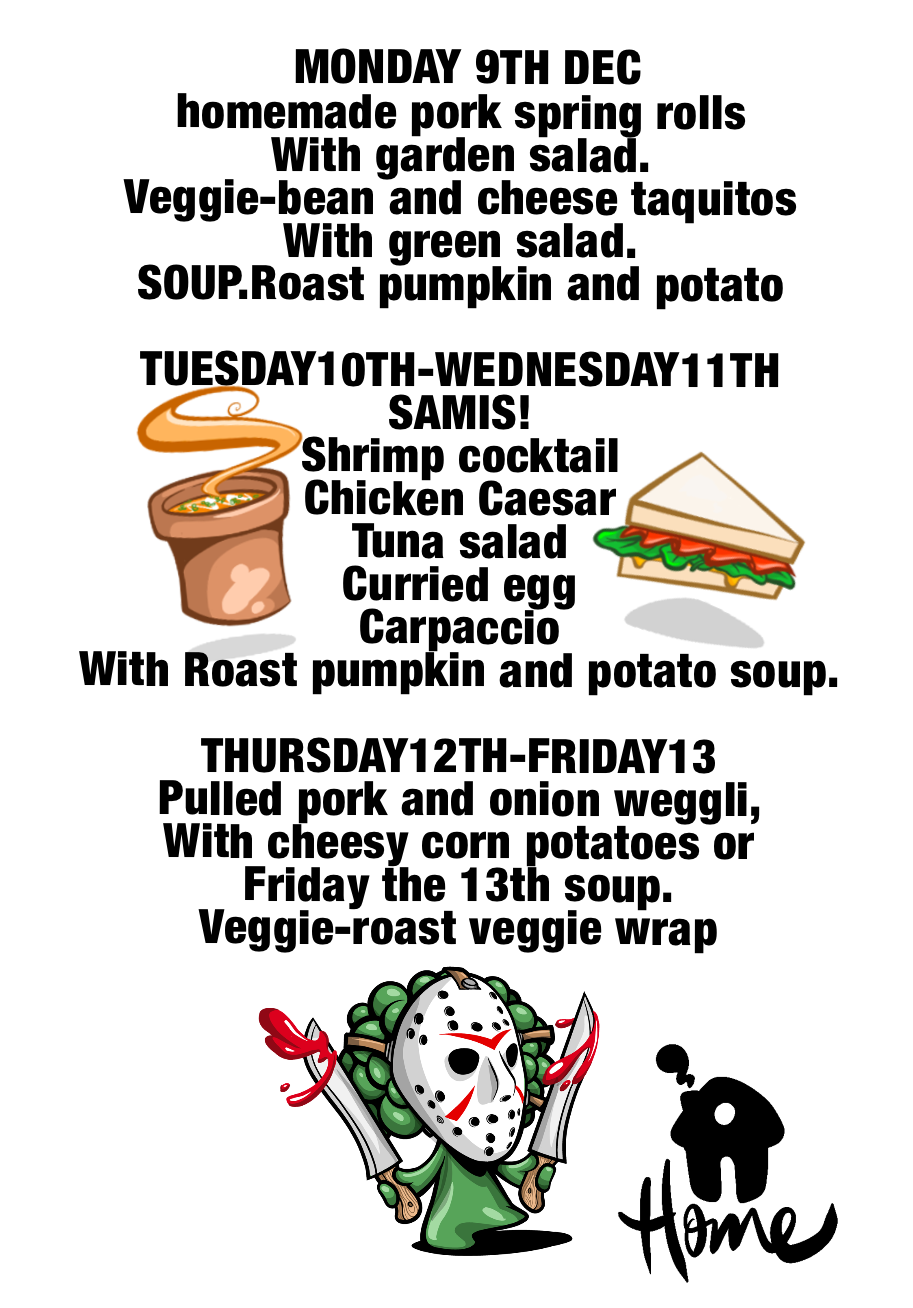 MONDAY 9TH DEC
homemade pork spring rolls
With garden salad.
Veggie-bean and cheese taquitos
With green salad.
SOUP.Roast pumpkin and potato
TUESDAY10TH-WEDNESDAY11TH
SAMIS!
Shrimp cocktail
Chicken Caesar
Tuna salad
Curried egg
Carpaccio
With Roast pumpkin and potato soup.
THURSDAY12TH-FRIDAY13
Pulled pork and onion weggli,
With cheesy corn potatoes or
Friday the 13th soup.
Veggie-roast veggie wrap
Home